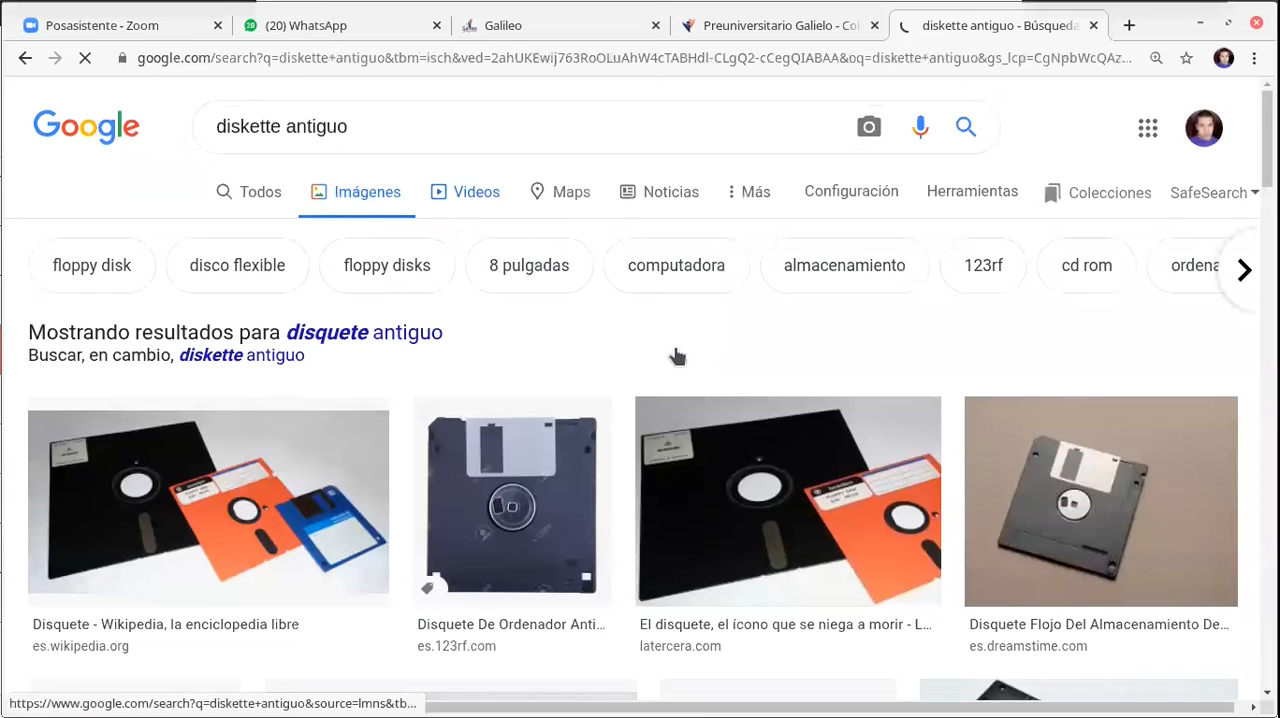 Posasistente - Zoom
(20) WhatsApp
Galileo
Preuniversitario Galielo - Co
diskette antiguo - Búsqueda
google.com/search?q=diskette+antiguo&tbm=isch&ved=2ahUKEwij763RoOLuAhW4cTABHdl-CLgQ2-cCegQIABAA&oq=diskette+antiguo&gs_lcp=CgNpbWcQAz...
Google
diskette antiguo
Todos
Imágenes
Videos
Maps
Noticias
Más
Configuración
Herramientas
Colecciones
SafeSearch
floppy disk
disco flexible
floppy disks
8 pulgadas
computadora
almacenamiento
123rf
cd rom
ordena
Mostrando resultados para disquete antiguo
Buscar, en cambio, diskette antiguo
Disquete - Wikipedia, la enciclopedia libre
es.wikipedia.org
Disquete De Ordenador Anti...
es.123rf.com
El disquete, el ícono que se niega a morir - L...
latercera.com
Disquete Flojo Del Almacenamiento De...
es.dreamstime.com
https://www.google.com/search?q=diskette+antiguo&source=lmns&tb...